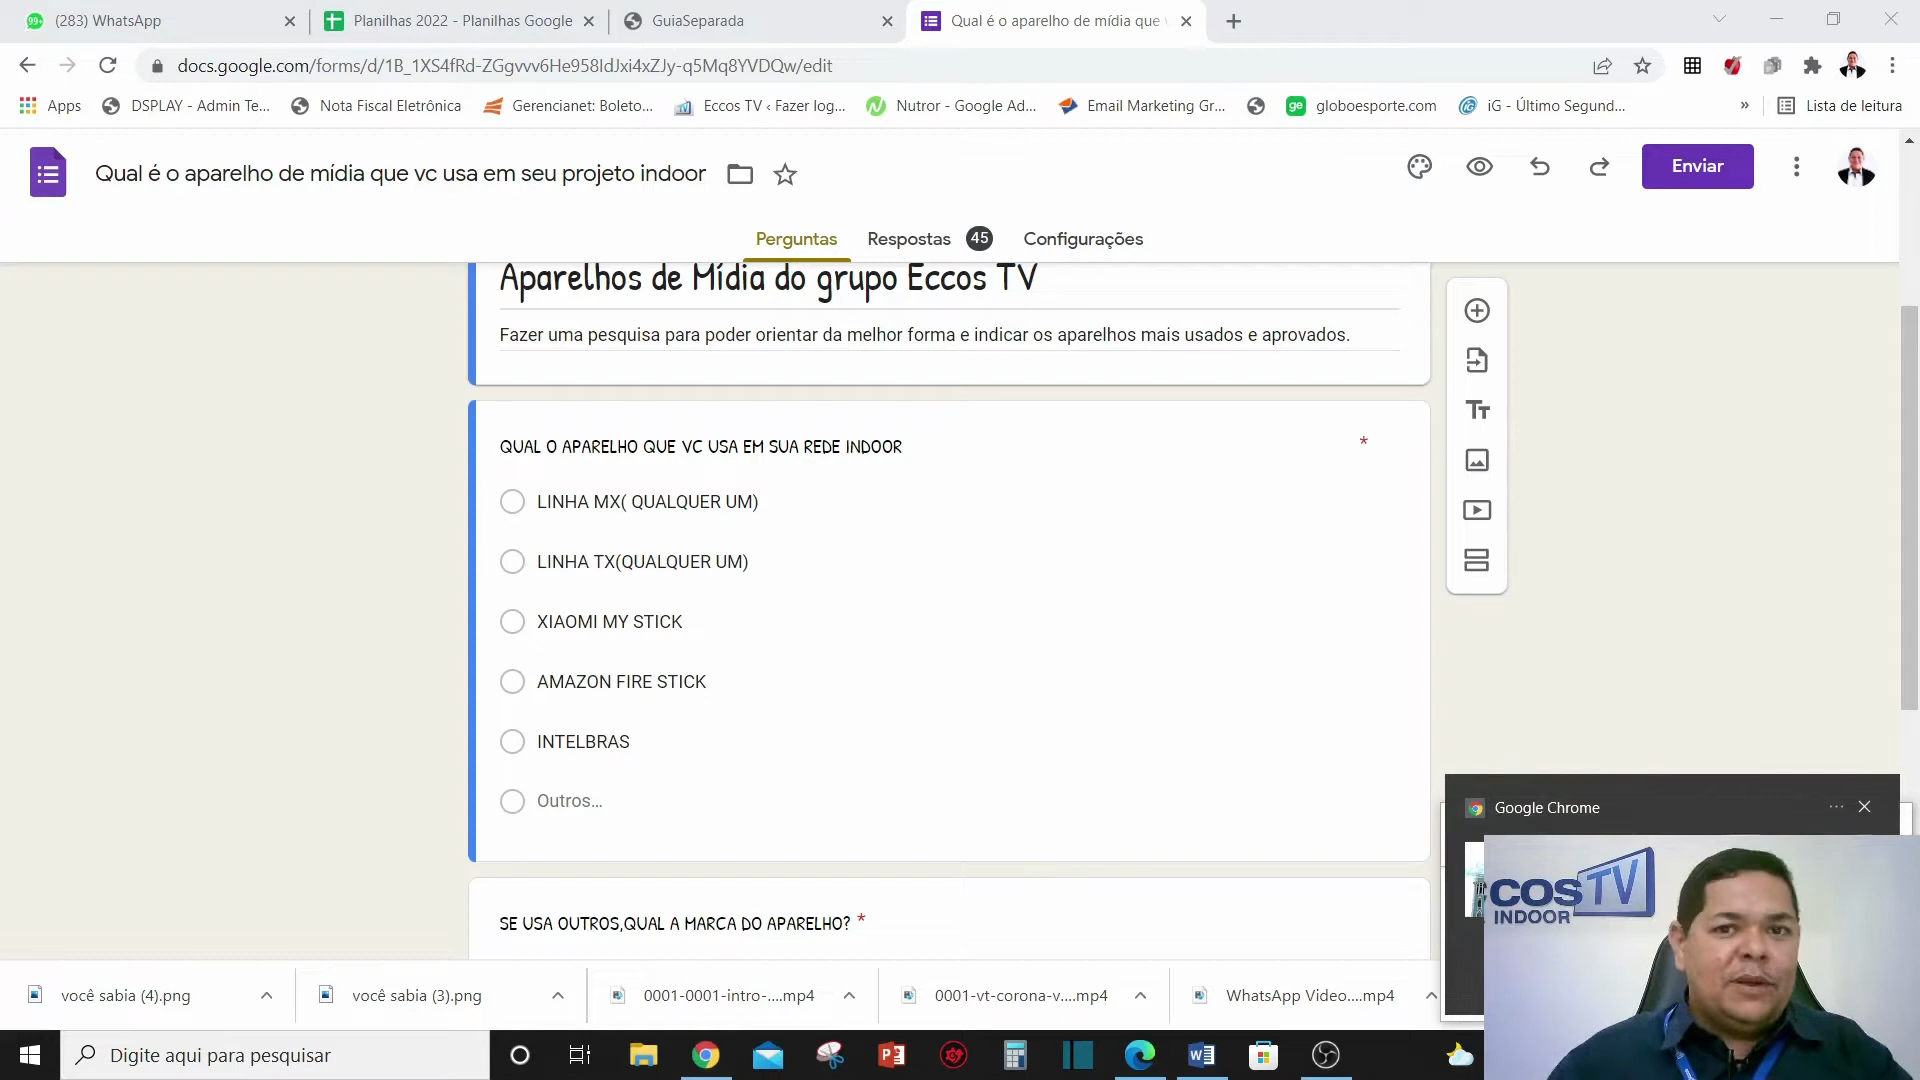 (283) WhatsApp
Planilhas 2022 - Planilhas Google
GuiaSeparada
Qual é o aparelho de mídia que
docs.google.com/forms/d/1B_1XS4fRd-ZGgvvv6He958IdJxi4xZJy-q5Mq8YVDQw/edit
Apps
DSPLAY - Admin Te...
Nota Fiscal Eletrônica
Gerencianet: Boleto...
Eccos TV ‹ Fazer log...
Nutror - Google Ad...
Email Marketing Gr...
globoesporte.com
iG - Último Segund...
»
Lista de leitura
Qual é o aparelho de mídia que vc usa em seu projeto indoor
Enviar
Perguntas
Respostas 45
Configurações
Aparelhos de Mídia do grupo Eccos TV
Fazer uma pesquisa para poder orientar da melhor forma e indicar os aparelhos mais usados e aprovados.
QUAL O APARELHO QUE VC USA EM SUA REDE INDOOR *
LINHA MX( QUALQUER UM)
LINHA TX(QUALQUER UM)
XIAOMI MY STICK
AMAZON FIRE STICK
INTELBRAS
Outros...
SE USA OUTROS,QUAL A MARCA DO APARELHO? *
Google Chrome
COS TV
INDOOR
você sabia (4).png
você sabia (3).png
0001-0001-intro-....mp4
0001-vt-corona-v....mp4
WhatsApp Video....mp4
Digite aqui para pesquisar